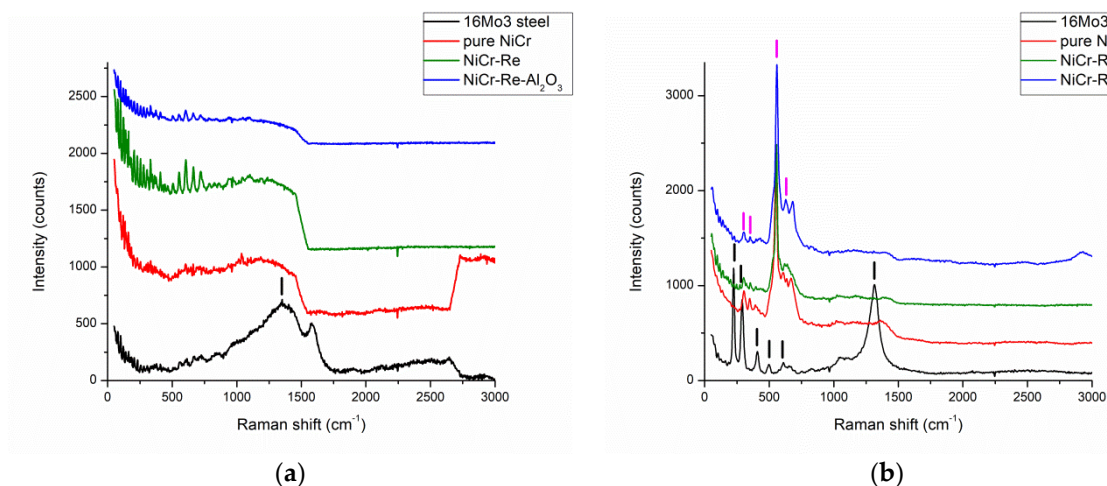 16Mo3 steel
pure NiCr
NiCr-Re
NiCr-Re-Al₂O₃
Intensity (counts)
2500
2000
1500
1000
500
0
0 500 1000 1500 2000 2500 3000
Raman shift (cm⁻¹)
(a)
16Mo3
pure N
NiCr-R
NiCr-R
Intensity (counts)
3000
2000
1000
0
0 500 1000 1500 2000 2500 3000
Raman shift (cm⁻¹)
(b)